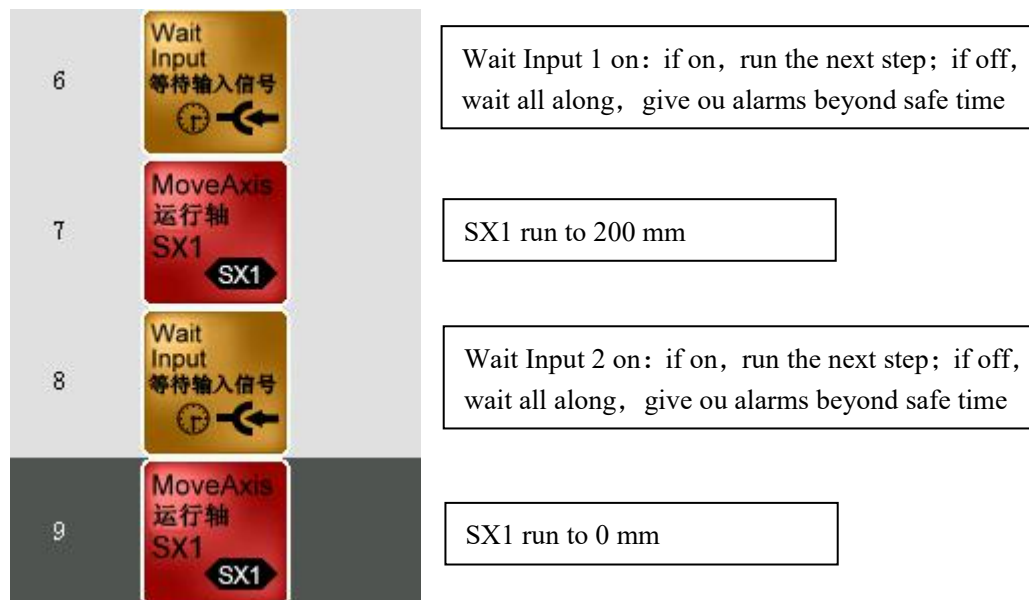 6
Wait
Input
等待输入信号
Wait Input 1 on：if on，run the next step；if off，
wait all along，give ou alarms beyond safe time
7
MoveAxis
运行轴
SX1
SX1
SX1 run to 200 mm
8
Wait
Input
等待输入信号
Wait Input 2 on：if on，run the next step；if off，
wait all along，give ou alarms beyond safe time
9
MoveAxis
运行轴
SX1
SX1
SX1 run to 0 mm